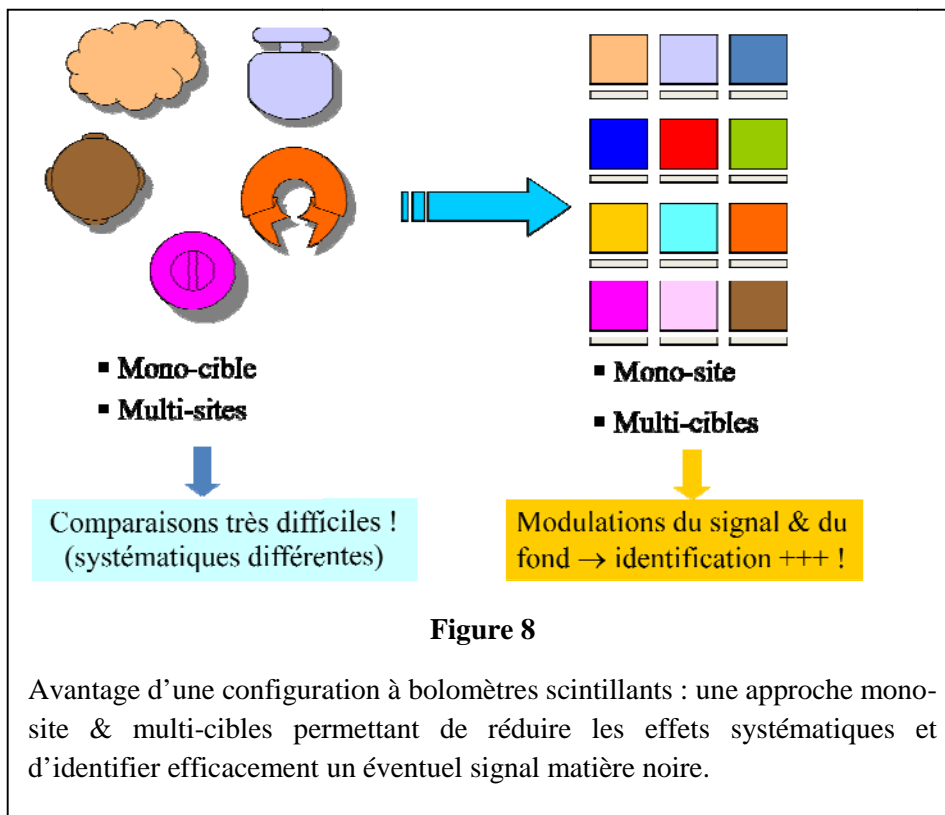 ▪ Mono-cible
▪ Multi-sites
Comparaisons très difficiles !
(systématiques différentes)
▪ Mono-site
▪ Multi-cibles
Modulations du signal & du
fond → identification +++ !
Figure 8
Avantage d’une configuration à bolomètres scintillants : une approche mono-
site & multi-cibles permettant de réduire les effets systématiques et
d’identifier efficacement un éventuel signal matière noire.